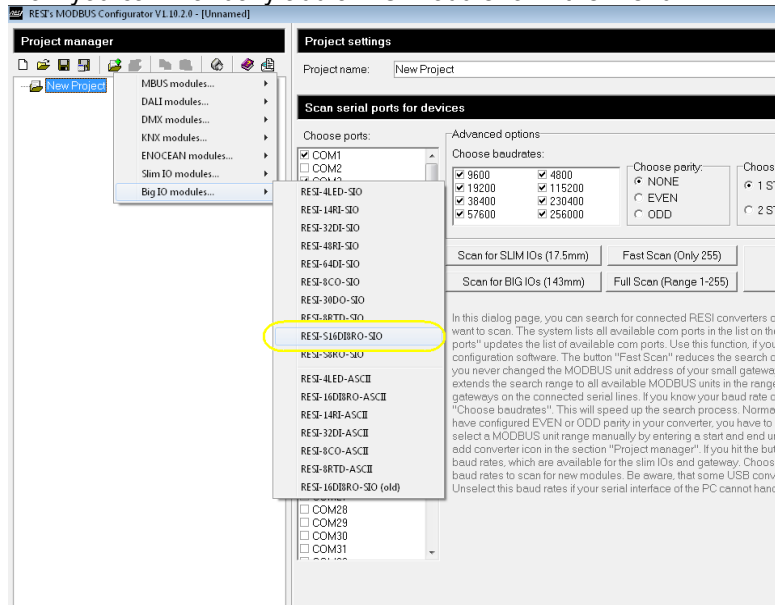 RESI's MODBUS Configurator V1.10.2.0 - [Unnamed]
Project manager
New Project
MBUS modules...
DALI modules...
DMX modules...
KNX modules...
ENOCEAN modules...
Slim IO modules...
Big IO modules...
RESI-4LED-SIO
RESI-14RI-SIO
RESI-32DI-SIO
RESI-48RI-SIO
RESI-64DI-SIO
RESI-8CO-SIO
RESI-30DO-SIO
RESI-8RTD-SIO
RESI-S16DI8RO-SIO
RESI-S8RO-SIO
RESI-4LED-ASCII
RESI-16DI8RO-ASCII
RESI-14RI-ASCII
RESI-32DI-ASCII
RESI-8CO-ASCII
RESI-8RTD-ASCII
RESI-16DI8RO-SIO (old)
Project settings
Project name: New Project
Scan serial ports for devices
Choose ports:
COM1
COM2
COM28
COM29
COM30
COM31
Advanced options
Choose baudrates:
9600 4800
19200 115200
38400 230400
57600 256000
Choose parity:
NONE
EVEN
ODD
Choos
1 S
2 S
Scan for SLIM IOs (17.5mm) Fast Scan (Only 255)
Scan for BIG IOs (143mm) Full Scan (Range 1-255)
In this dialog page, you can search for connected RESI converters
want to scan. The system lists all available com ports in the list on the
ports" updates the list of available com ports. Use this function, if you
configuration software. The button "Fast Scan" reduces the search
you never changed the MODBUS unit address of your small gatewa
extends the search range to all available MODBUS units in the range
gateways on the connected serial lines. If you know your baud rate
"Choose baudrates". This will speed up the search process. Norma
have configured EVEN or ODD parity in your converter, you have to
select a MODBUS unit range manually by entering a start and end u
add converter icon in the section "Project manager". If you hit the but
baud rates, which are available for the slim IOs and gateway. Choos
baud rates to scan for new modules. Be aware, that some USB conv
Unselect this baud rates if your serial interface of the PC cannot hand